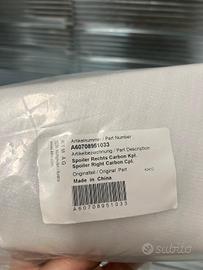 Artikelnummer / Part Number
A60708951033
Artikelbezeichnung / Part Description
Spoiler Rechts Carbon Kpl.
Spoiler Right Carbon Cpl.
Originalteil / Original Part
Made in China
A60708951033
subito